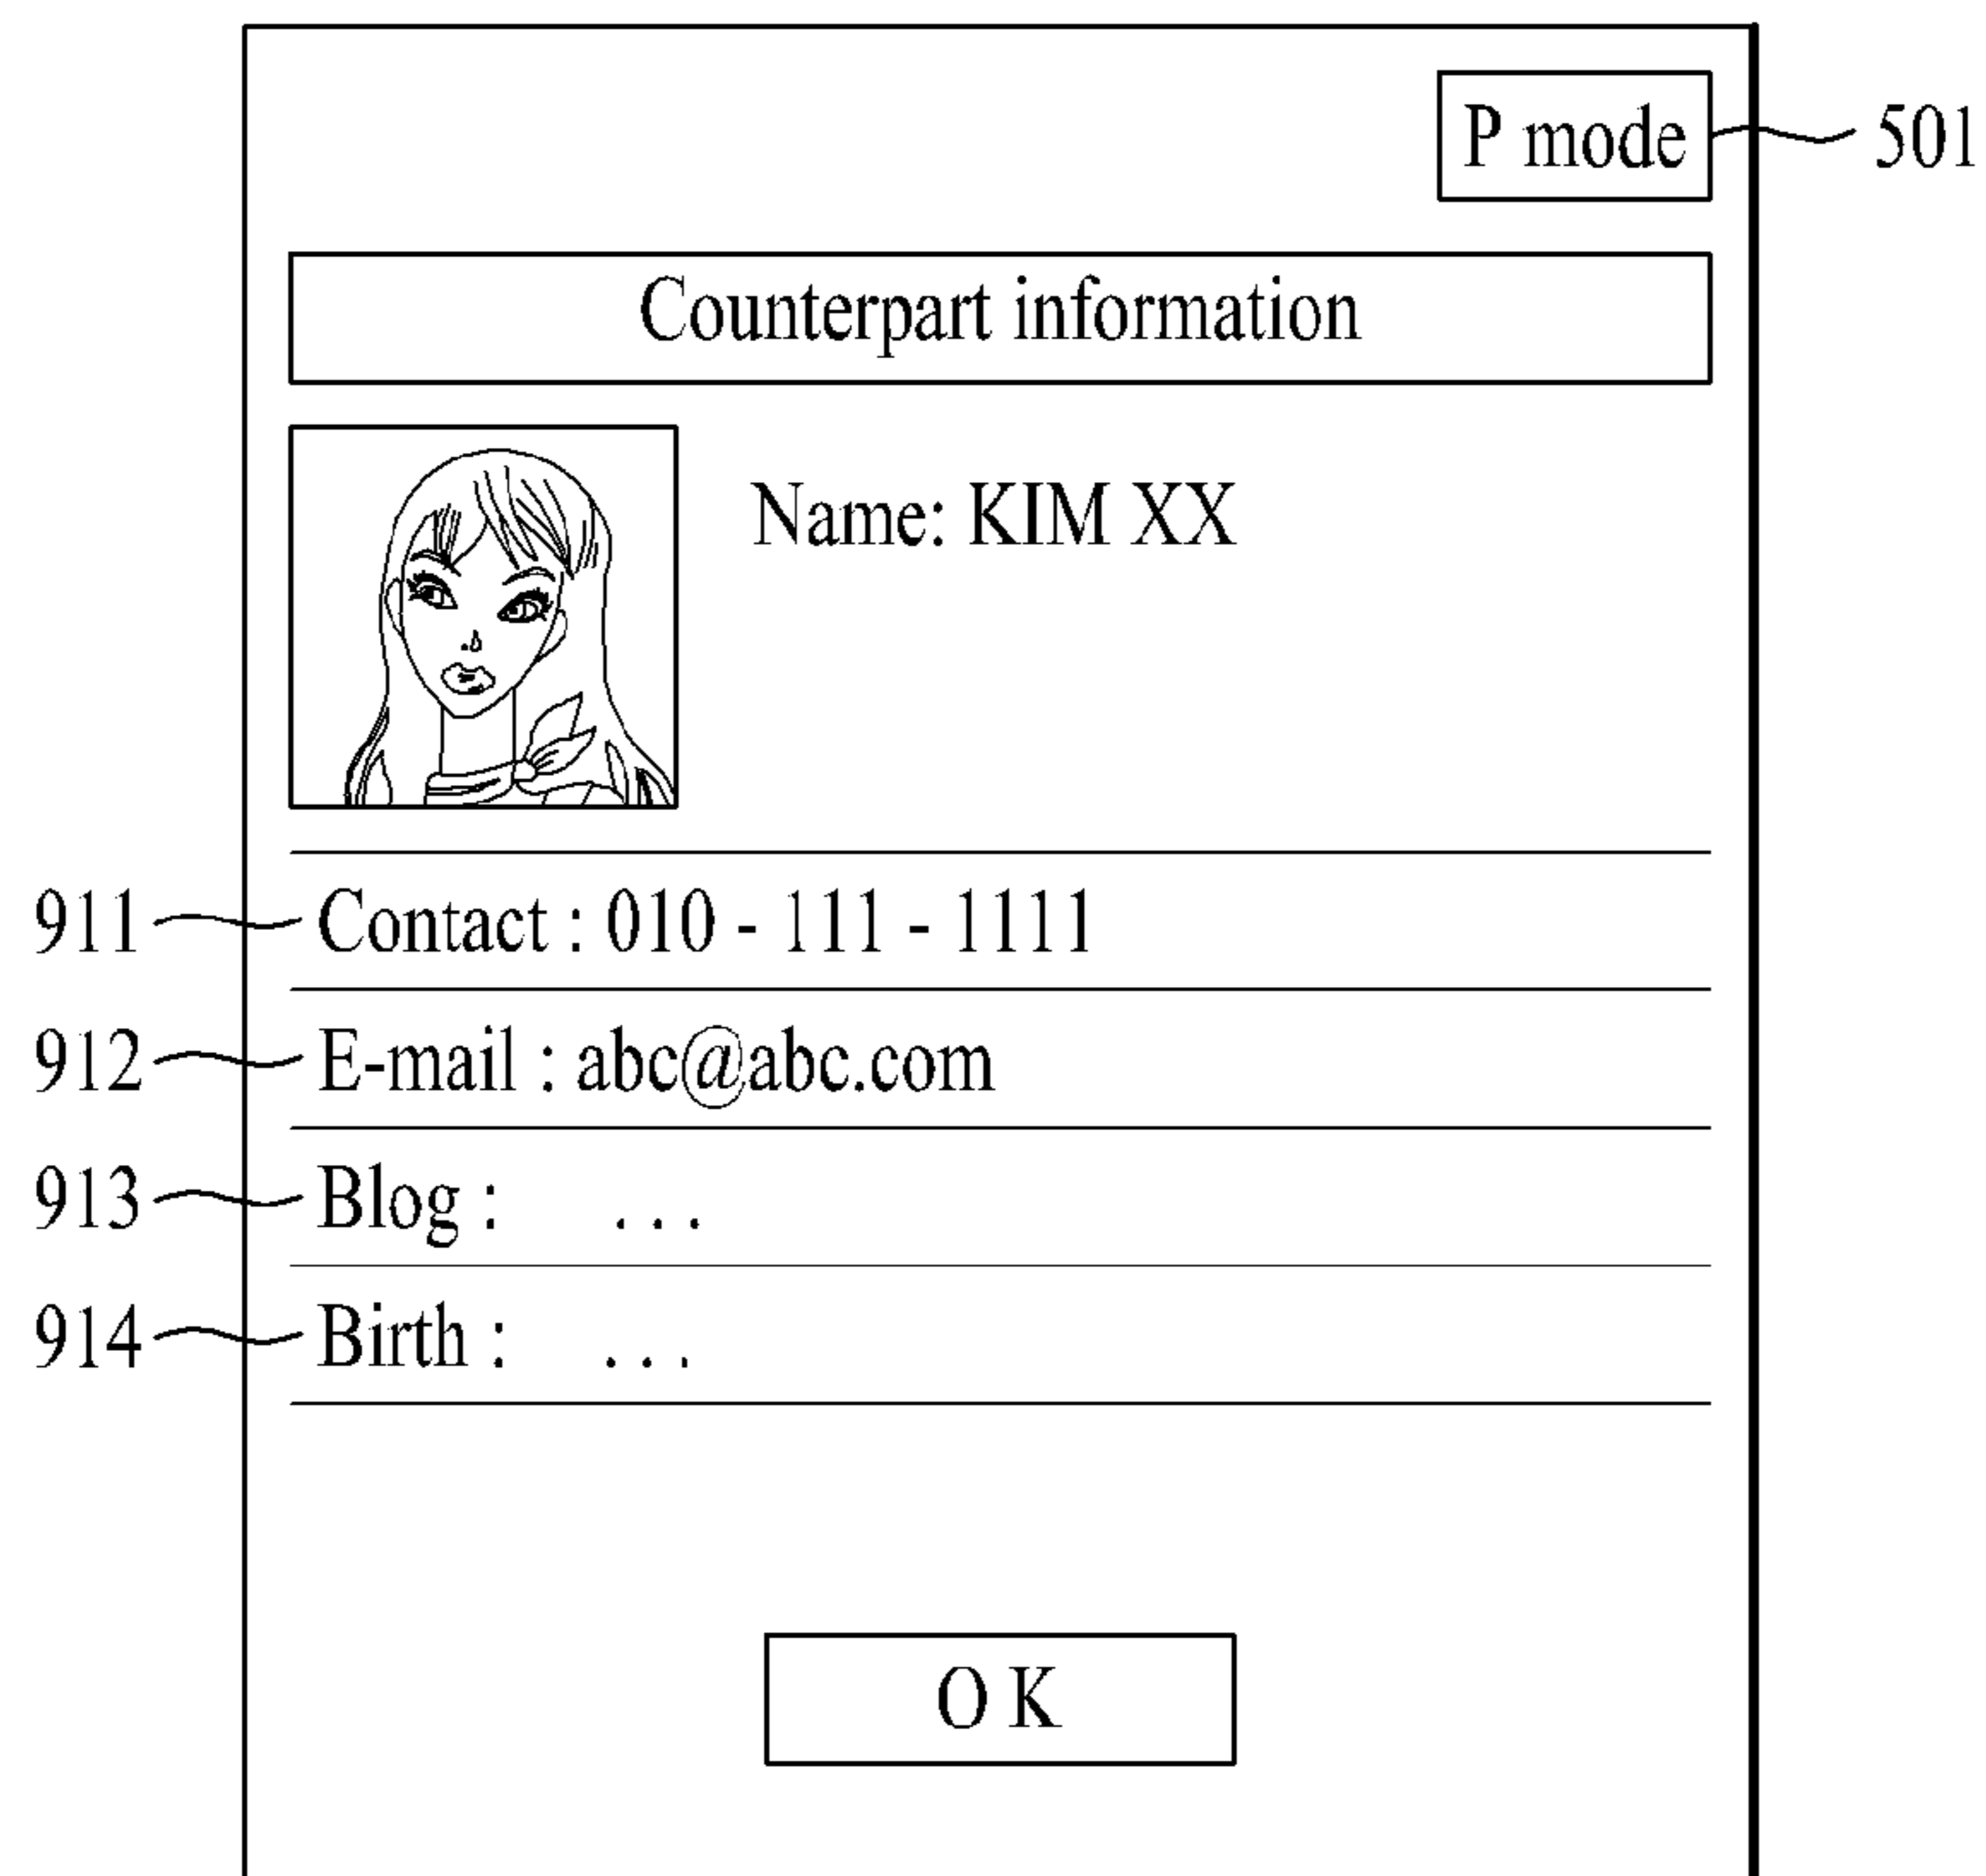 P mode 501
Counterpart information
Name: KIM XX
911 Contact : 010 - 111 - 1111
912 E-mail : abc@abc.com
913 Blog : ...
914 Birth : ...
O K